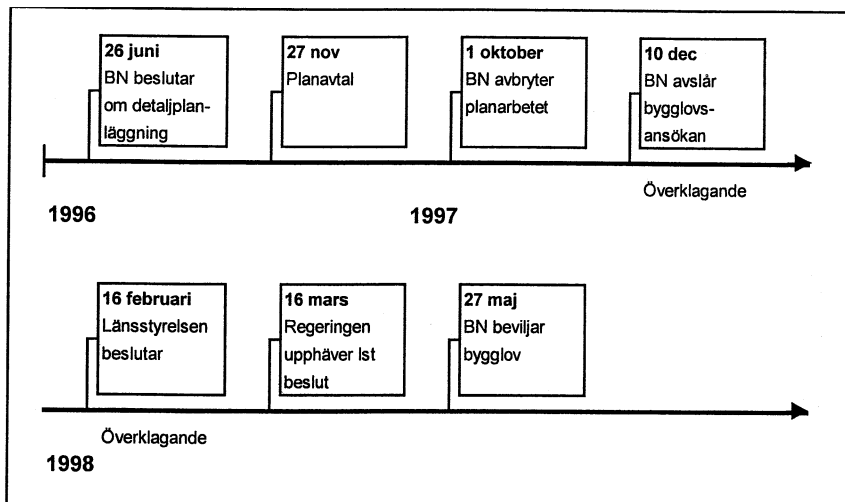 26 juni
BN beslutar
om detaljplan-
läggning
27 nov
Planavtal
1 oktober
BN avbryter
planarbetet
10 dec
BN avslår
bygglovs-
ansökan
Överklagande
1996
1997
16 februari
Länsstyrelsen
beslutar
16 mars
Regeringen
upphäver lst
beslut
27 maj
BN beviljar
bygglov
Överklagande
1998